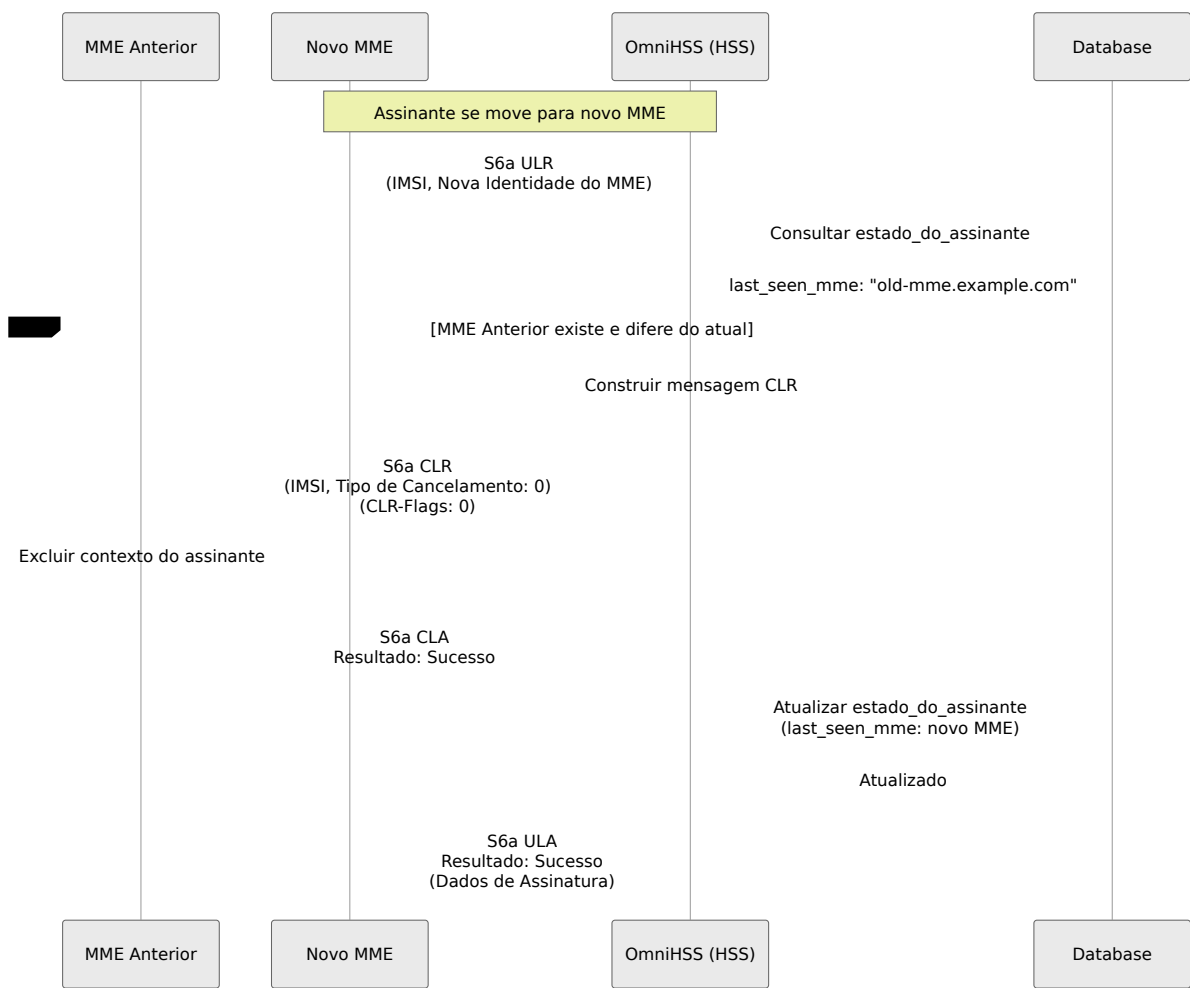 MME Anterior
Novo MME
OmniHSS (HSS)
Database
Assinante se move para novo MME
S6a ULR
(IMSI, Nova Identidade do MME)
Consultar estado_do_assinante
last_seen_mme: "old-mme.example.com"
[MME Anterior existe e difere do atual]
Construir mensagem CLR
S6a CLR
(IMSI, Tipo de Cancelamento: 0)
(CLR-Flags: 0)
Excluir contexto do assinante
S6a CLA
Resultado: Sucesso
Atualizar estado_do_assinante
(last_seen_mme: novo MME)
Atualizado
S6a ULA
Resultado: Sucesso
(Dados de Assinatura)
MME Anterior
Novo MME
OmniHSS (HSS)
Database